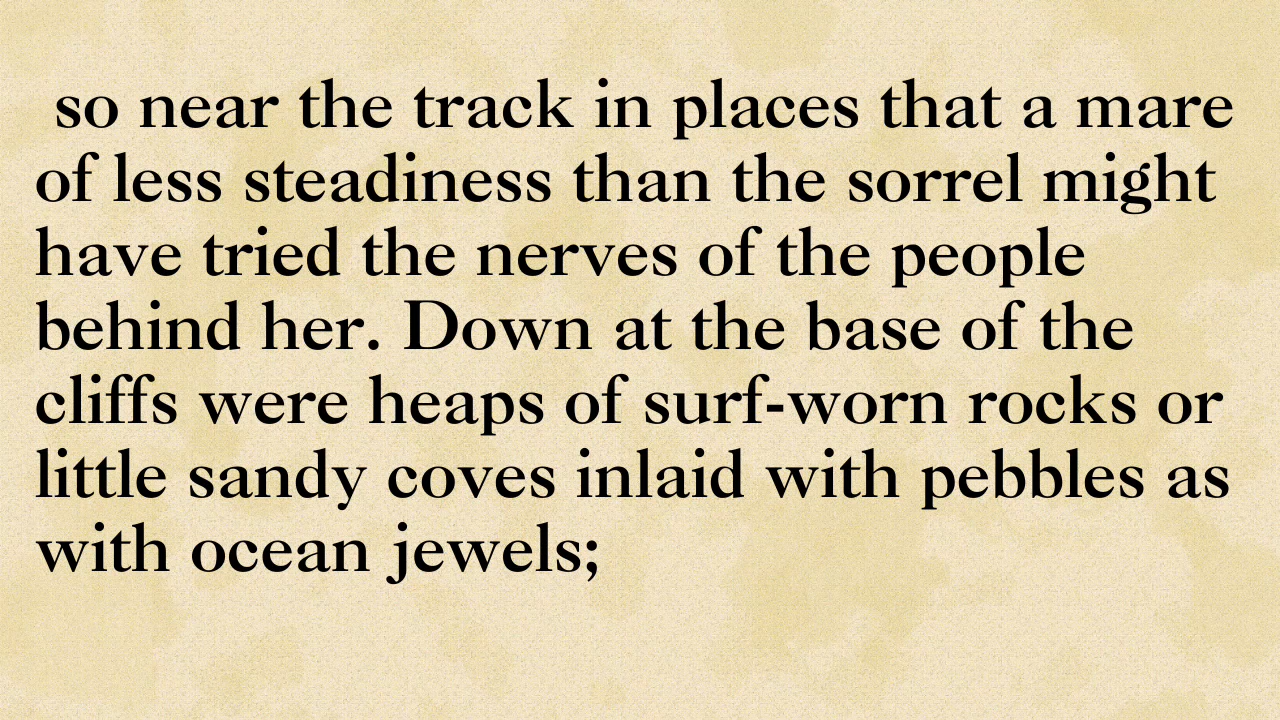 so near the track in places that a mare
of less steadiness than the sorrel might
have tried the nerves of the people
behind her. Down at the base of the
cliffs were heaps of surf-worn rocks or
little sandy coves inlaid with pebbles as
with ocean jewels;